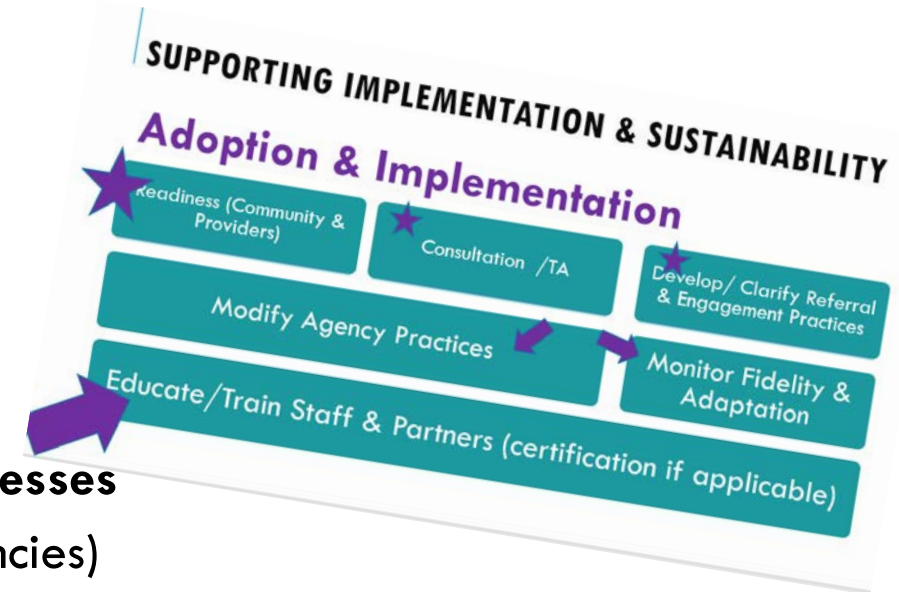 SUPPORTING IMPLEMENTATION & SUSTAINABILITY
Adoption & Implementation
Readiness (Community &
Providers)
Consultation /TA
Develop/ Clarify Referral
& Engagement Practices
Modify Agency Practices
Monitor Fidelity &
Adaptation
Educate/Train Staff & Partners (certification if applicable)
esses
ncies)